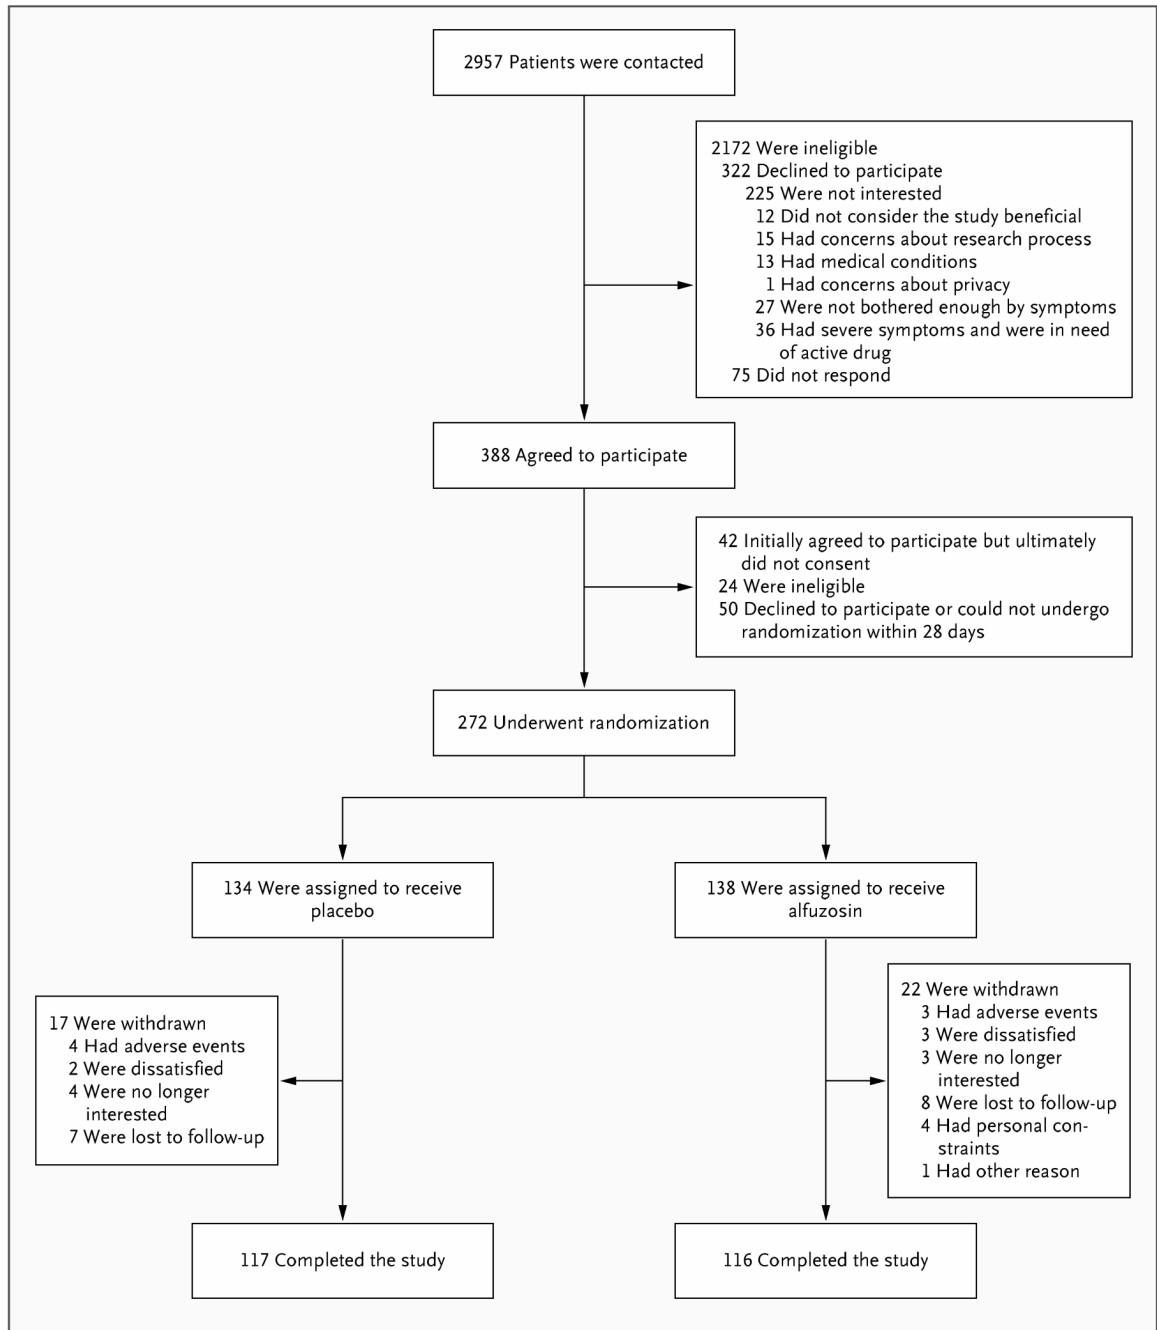 2957 Patients were contacted
2172 Were ineligible
322 Declined to participate
225 Were not interested
12 Did not consider the study beneficial
15 Had concerns about research process
13 Had medical conditions
1 Had concerns about privacy
27 Were not bothered enough by symptoms
36 Had severe symptoms and were in need
of active drug
75 Did not respond
388 Agreed to participate
42 Initially agreed to participate but ultimately
did not consent
24 Were ineligible
50 Declined to participate or could not undergo
randomization within 28 days
272 Underwent randomization
134 Were assigned to receive
placebo
138 Were assigned to receive
alfuzosin
17 Were withdrawn
4 Had adverse events
2 Were dissatisfied
4 Were no longer
interested
7 Were lost to follow-up
22 Were withdrawn
3 Had adverse events
3 Were dissatisfied
3 Were no longer
interested
8 Were lost to follow-up
4 Had personal con-
straints
1 Had other reason
117 Completed the study
116 Completed the study